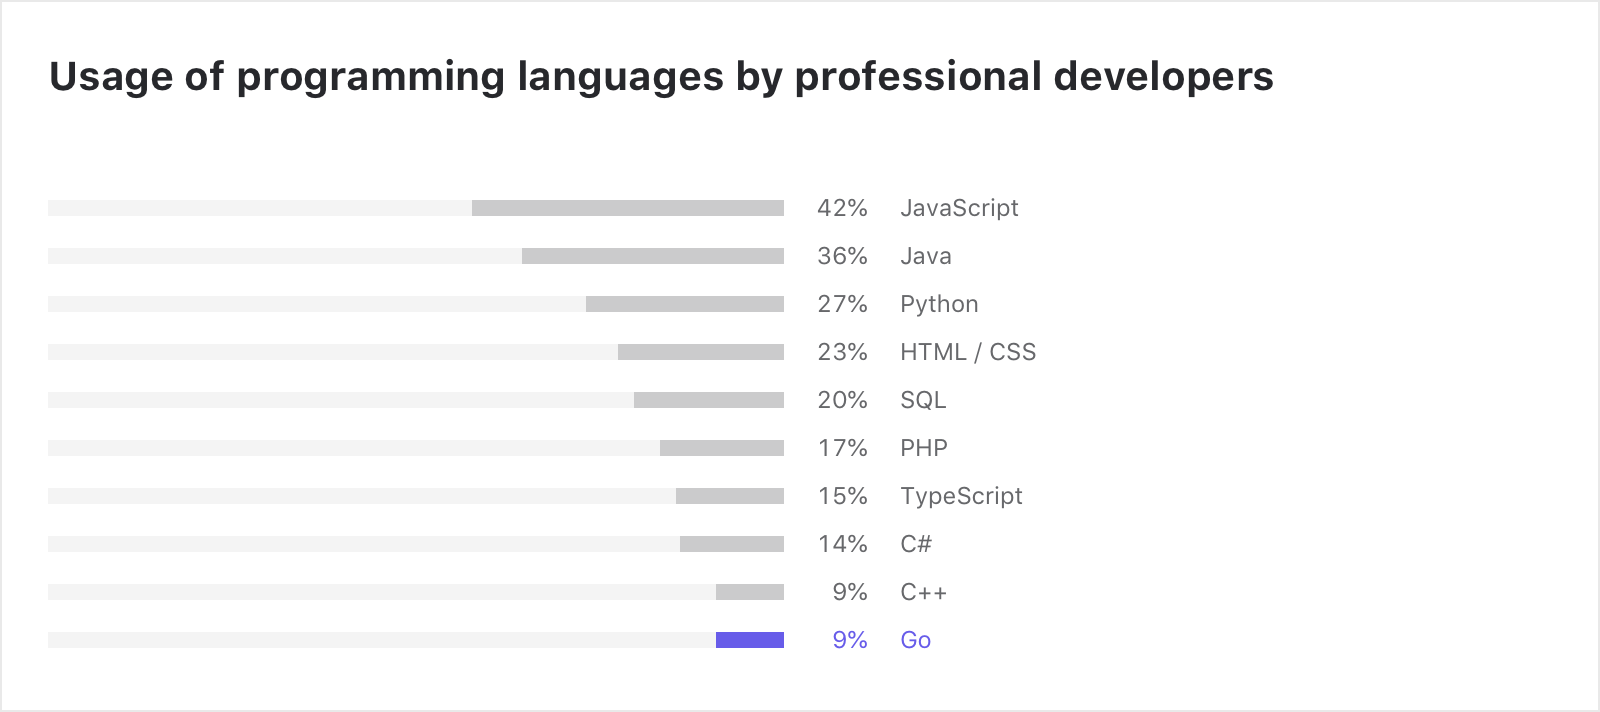 Usage of programming languages by professional developers
42% JavaScript
36% Java
27% Python
23% HTML / CSS
20% SQL
17% PHP
15% TypeScript
14% C#
9% C++
9% Go